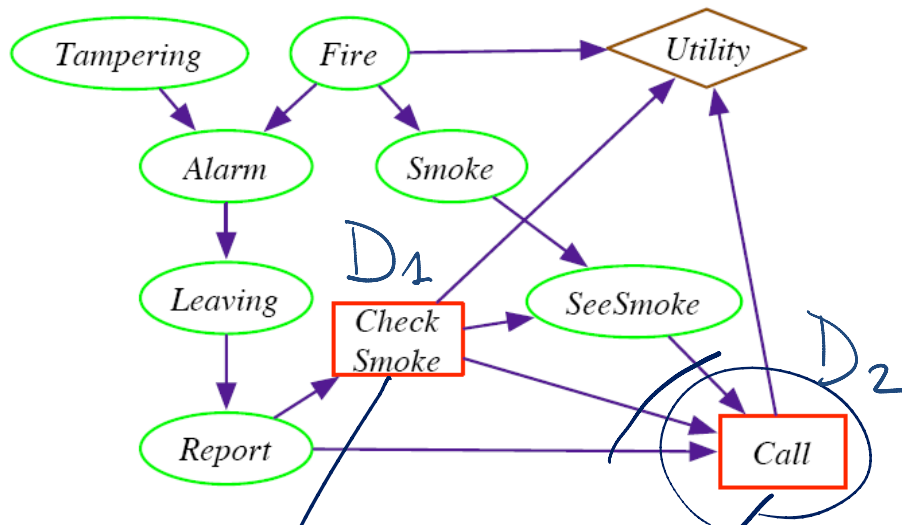 Tampering
Fire
Utility
Alarm
Smoke
D1
Leaving
SeeSmoke
Check
Smoke
D2
Report
Call